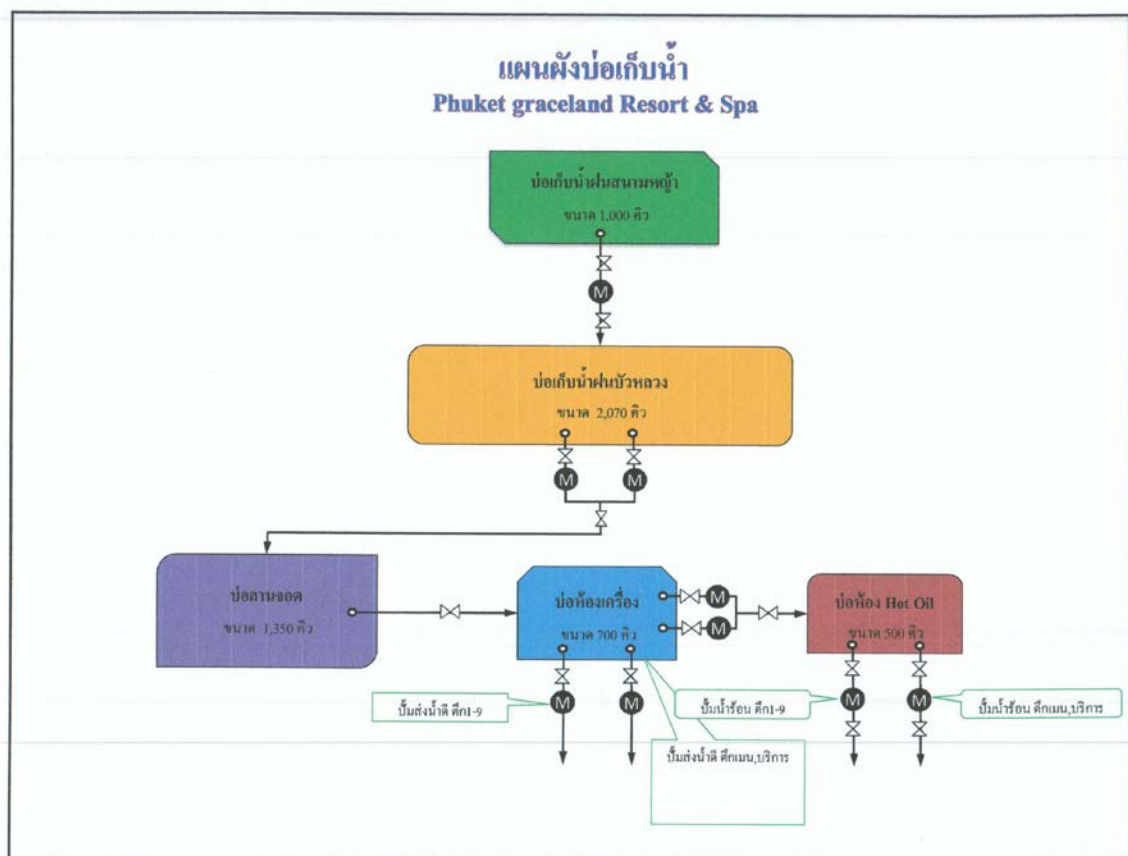 แผนผังบ่อเก็บน้ำ
Phuket graceland Resort & Spa
บ่อเก็บน้ำฝนสนามหญ้า
ขนาด 1,000 คิว
M
บ่อเก็บน้ำฝนบัวหลวง
ขนาด 2,070 คิว
M M
บ่อลานจอด
ขนาด 1,350 คิว
บ่อห้องเครื่อง
ขนาด 700 คิว
M
M
บ่อห้อง Hot Oil
ขนาด 500 คิว
ปั๊มส่งน้ำดี ตึก1-9
M M
ปั๊มน้ำร้อน ตึก1-9
M M
ปั๊มน้ำร้อน ตึกเมน,บริการ
ปั๊มส่งน้ำดี ตึกเมน,บริการ